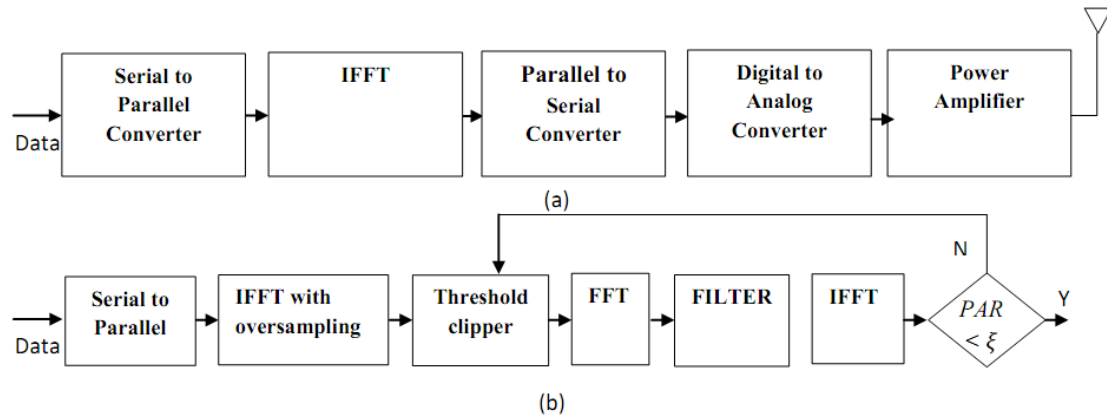 Data
Serial to
Parallel
Converter
IFFT
Parallel to
Serial
Converter
Digital to
Analog
Converter
Power
Amplifier
(a)
N
Data
Serial to
Parallel
IFFT with
oversampling
Threshold
clipper
FFT
FILTER
IFFT
PAR
< ξ
Y
(b)